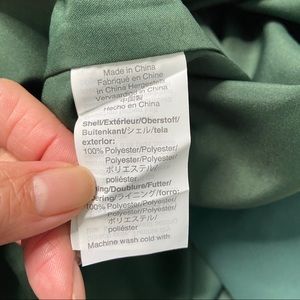 Made in China
Fabriqué en Chine
in China Hergestellt
Vervaardigd in China
中国製
Hecho en China
Shell/Extérieur/Oberstoff/
Buitenkant/シェル/tela
exterior:
100% Polyester/Polyester/
Polyester/Polyester/
ポリエステル/
poliéster
Doublure/Futter/
ライニング/forro:
100% Polyester/Polyester/
Polyester/Polyester/
ポリエステル/
poliéster
Machine wash cold with